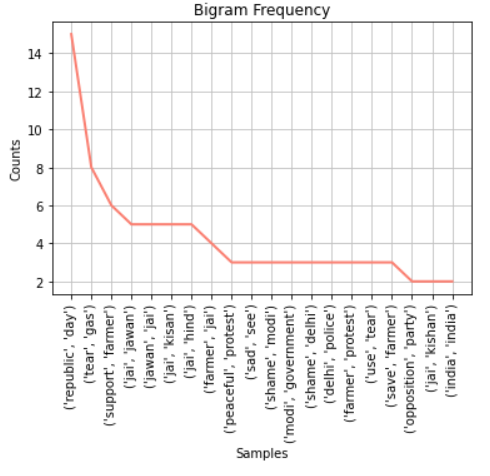 Bigram Frequency
14
12
10
8
6
4
2
Counts
('republic', 'day')
('tear', 'gas')
('support', 'farmer')
('jai', 'jawan')
('jawan', 'jai')
('jai', 'kisan')
('jai', 'hind')
('farmer', 'jai')
('peaceful', 'protest')
('sad', 'see')
('shame', 'modi')
('modi', 'government')
('shame', 'delhi')
('delhi', 'police')
('farmer', 'protest')
('use', 'tear')
('save', 'farmer')
('opposition', 'party')
('jai', 'kishan')
('india', 'india')
Samples